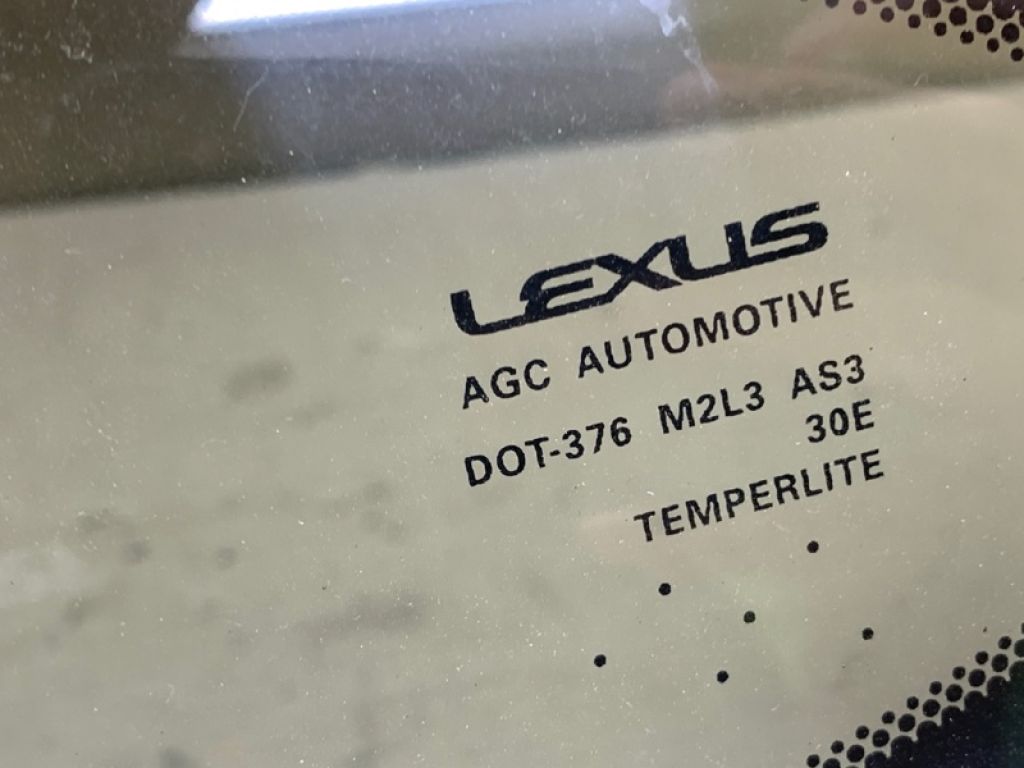 LEXUS
AGC AUTOMOTIVE
DOT-376 M2L3 AS3
30E
TEMPERLITE